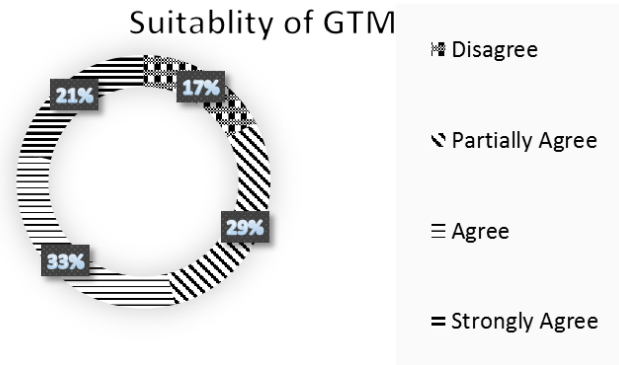 Suitablity of GTM
21%
17%
29%
33%
Disagree
Partially Agree
Agree
Strongly Agree